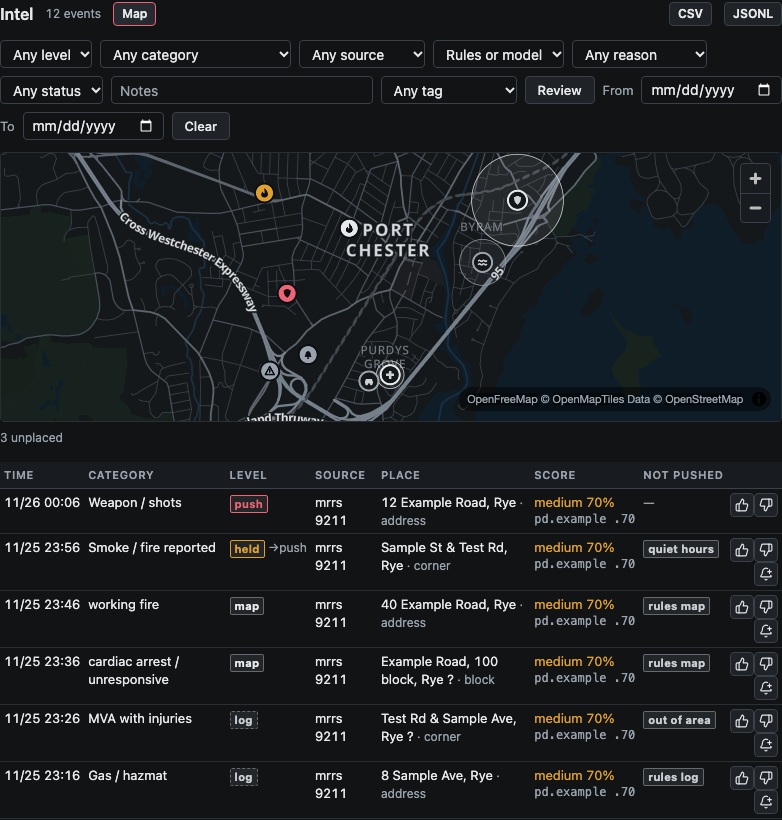 Intel 12 events Map CSV JSONL
Any level Any category Any source Rules or model Any reason
Any status Notes Any tag Review From mm/dd/yyyy
To mm/dd/yyyy Clear
Cross Westchester Expressway
PORT
CHESTER
BYRAM
95
PURDYS
GROVE
and Thruway
+
−
OpenFreeMap © OpenMapTiles Data © OpenStreetMap
3 unplaced
TIME CATEGORY LEVEL SOURCE PLACE SCORE NOT PUSHED
11/26 00:06 Weapon / shots push mrrs 12 Example Road, Rye · medium 70% —
9211 address pd.example .70
11/25 23:56 Smoke / fire reported held →push mrrs Sample St & Test Rd, medium 70% quiet hours
9211 Rye · corner pd.example .70
11/25 23:46 working fire map mrrs 40 Example Road, Rye · medium 70% rules map
9211 address pd.example .70
11/25 23:36 cardiac arrest / map mrrs Example Road, 100 medium 70% rules map
unresponsive 9211 block, Rye ? · block pd.example .70
11/25 23:26 MVA with injuries log mrrs Test Rd & Sample Ave, medium 70% out of area
9211 Rye ? · corner pd.example .70
11/25 23:16 Gas / hazmat log mrrs 8 Sample Ave, Rye · medium 70% rules log
9211 address pd.example .70